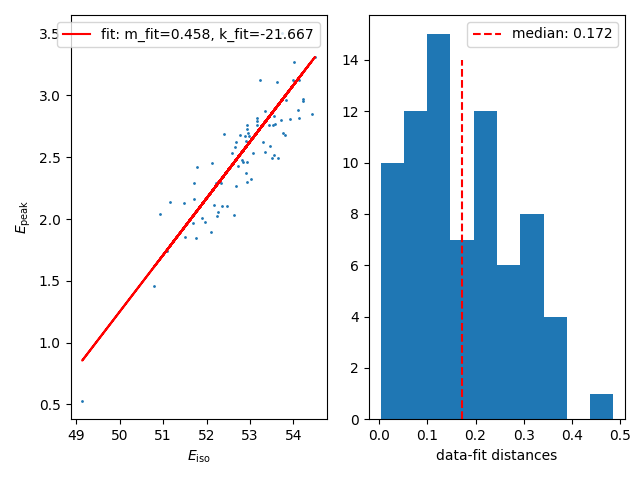 fit: m_fit=0.458, k_fit=-21.667
3.5
3.0
2.5
2.0
1.5
1.0
0.5
E_peak
49 50 51 52 53 54
E_iso
median: 0.172
14
12
10
8
6
4
2
0
0.0 0.1 0.2 0.3 0.4 0.5
data-fit distances